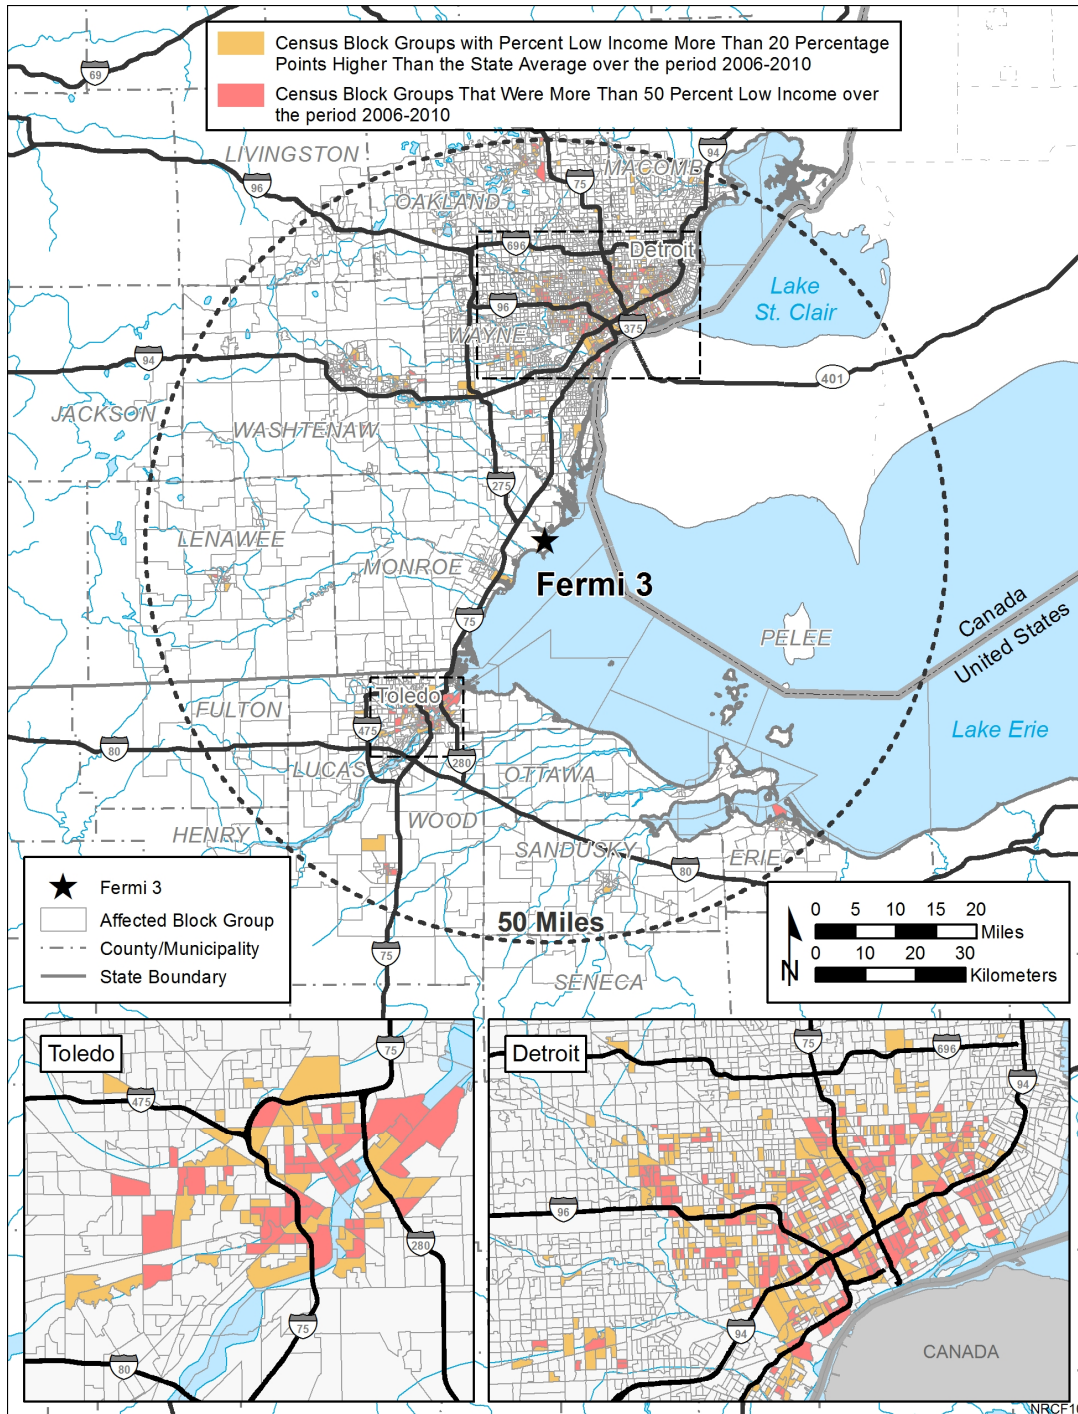 Census Block Groups with Percent Low Income More Than 20 Percentage
Points Higher Than the State Average over the period 2006-2010
Census Block Groups That Were More Than 50 Percent Low Income over
the period 2006-2010
69
LIVINGSTON
96
OAKLAND
75
MACOMB
94
696
Detroit
96
WAYNE
375
Lake
St. Clair
94
401
JACKSON
WASHTENAW
275
LENAWEE
MONROE
Fermi 3
75
PELEE
Canada
United States
Lake Erie
Toledo
FULTON
475
80
LUCAS
280
OTTAWA
HENRY
WOOD
SANDUSKY
ERIE
80
50 Miles
75
SENECA
Fermi 3
Affected Block Group
County/Municipality
State Boundary
N
0 5 10 15 20
Miles
0 10 20 30
Kilometers
Toledo
75
475
280
75
80
Detroit
75
696
94
96
94
CANADA
NRCF10